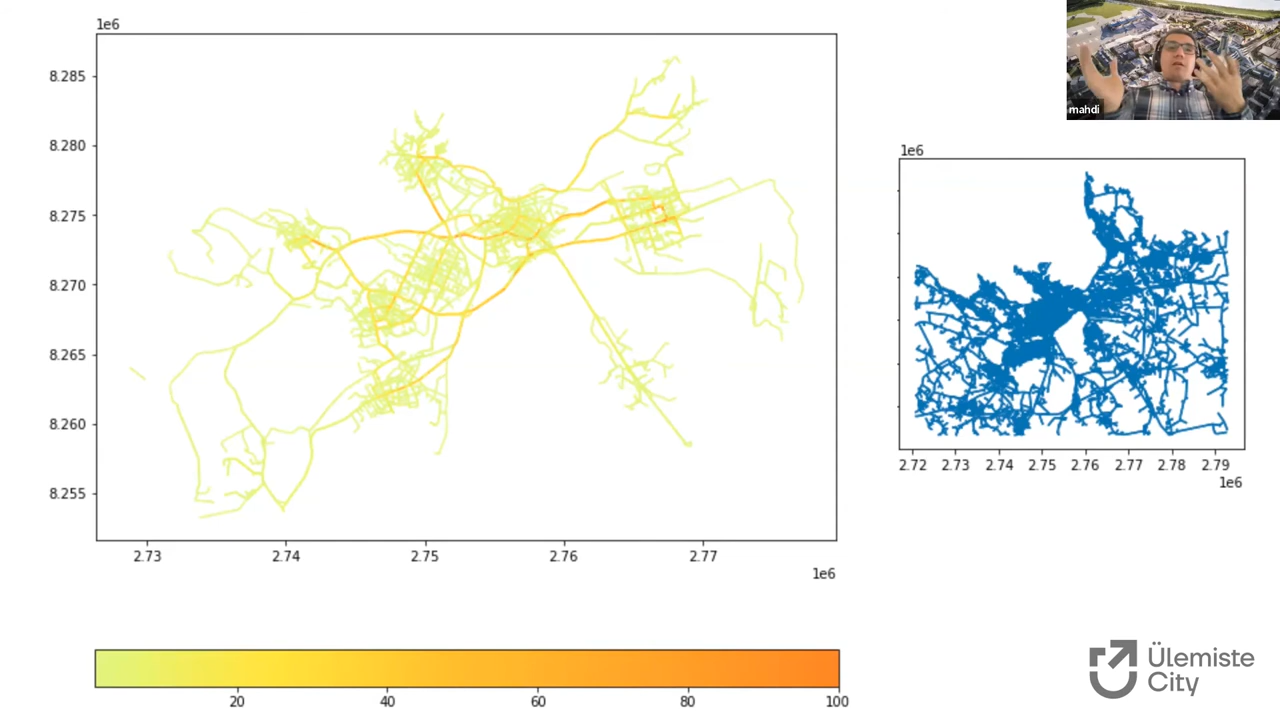 1e6
8.285
8.280
8.275
8.270
8.265
8.260
8.255
2.73 2.74 2.75 2.76 2.77
1e6
20 40 60 80 100
mahdi
1e6
2.72 2.73 2.74 2.75 2.76 2.77 2.78 2.79
1e6
Ülemiste
City